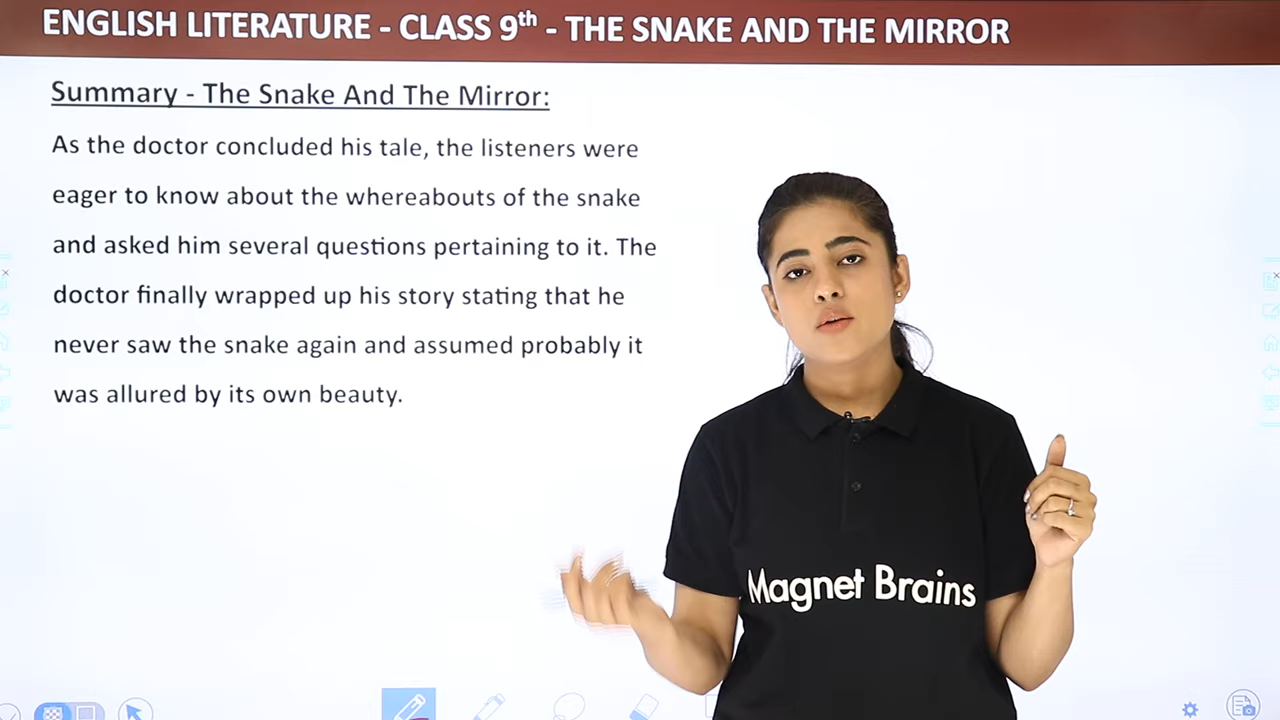 ENGLISH LITERATURE - CLASS 9th - THE SNAKE AND THE MIRROR
Summary - The Snake And The Mirror:
As the doctor concluded his tale, the listeners were
eager to know about the whereabouts of the snake
and asked him several questions pertaining to it. The
doctor finally wrapped up his story stating that he
never saw the snake again and assumed probably it
was allured by its own beauty.
Magnet Brains